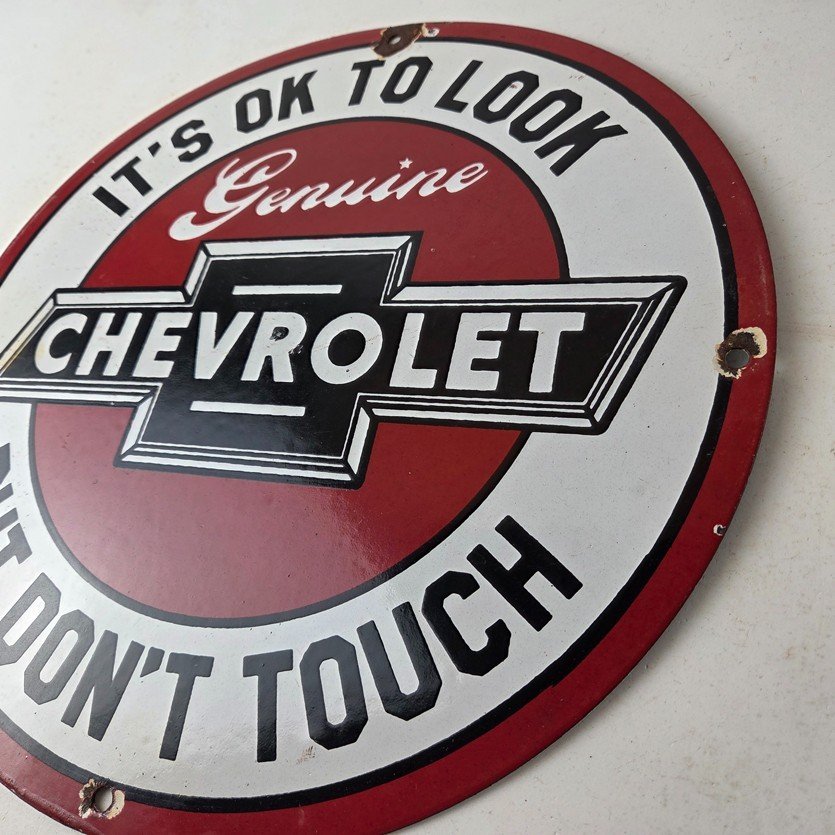 IT'S OK TO LOOK
Genuine
CHEVROLET
DON'T TOUCH